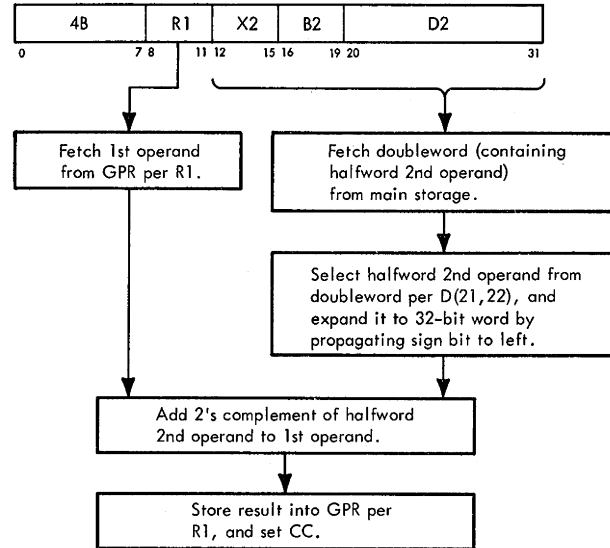 4B R1 X2 B2 D2
0 7 8 11 12 15 16 19 20 31
Fetch 1st operand
from GPR per R1.
Fetch doubleword (containing
halfword 2nd operand)
from main storage.
Select halfword 2nd operand from
doubleword per D(21,22), and
expand it to 32-bit word by
propagating sign bit to left.
Add 2's complement of halfword
2nd operand to 1st operand.
Store result into GPR per
R1, and set CC.